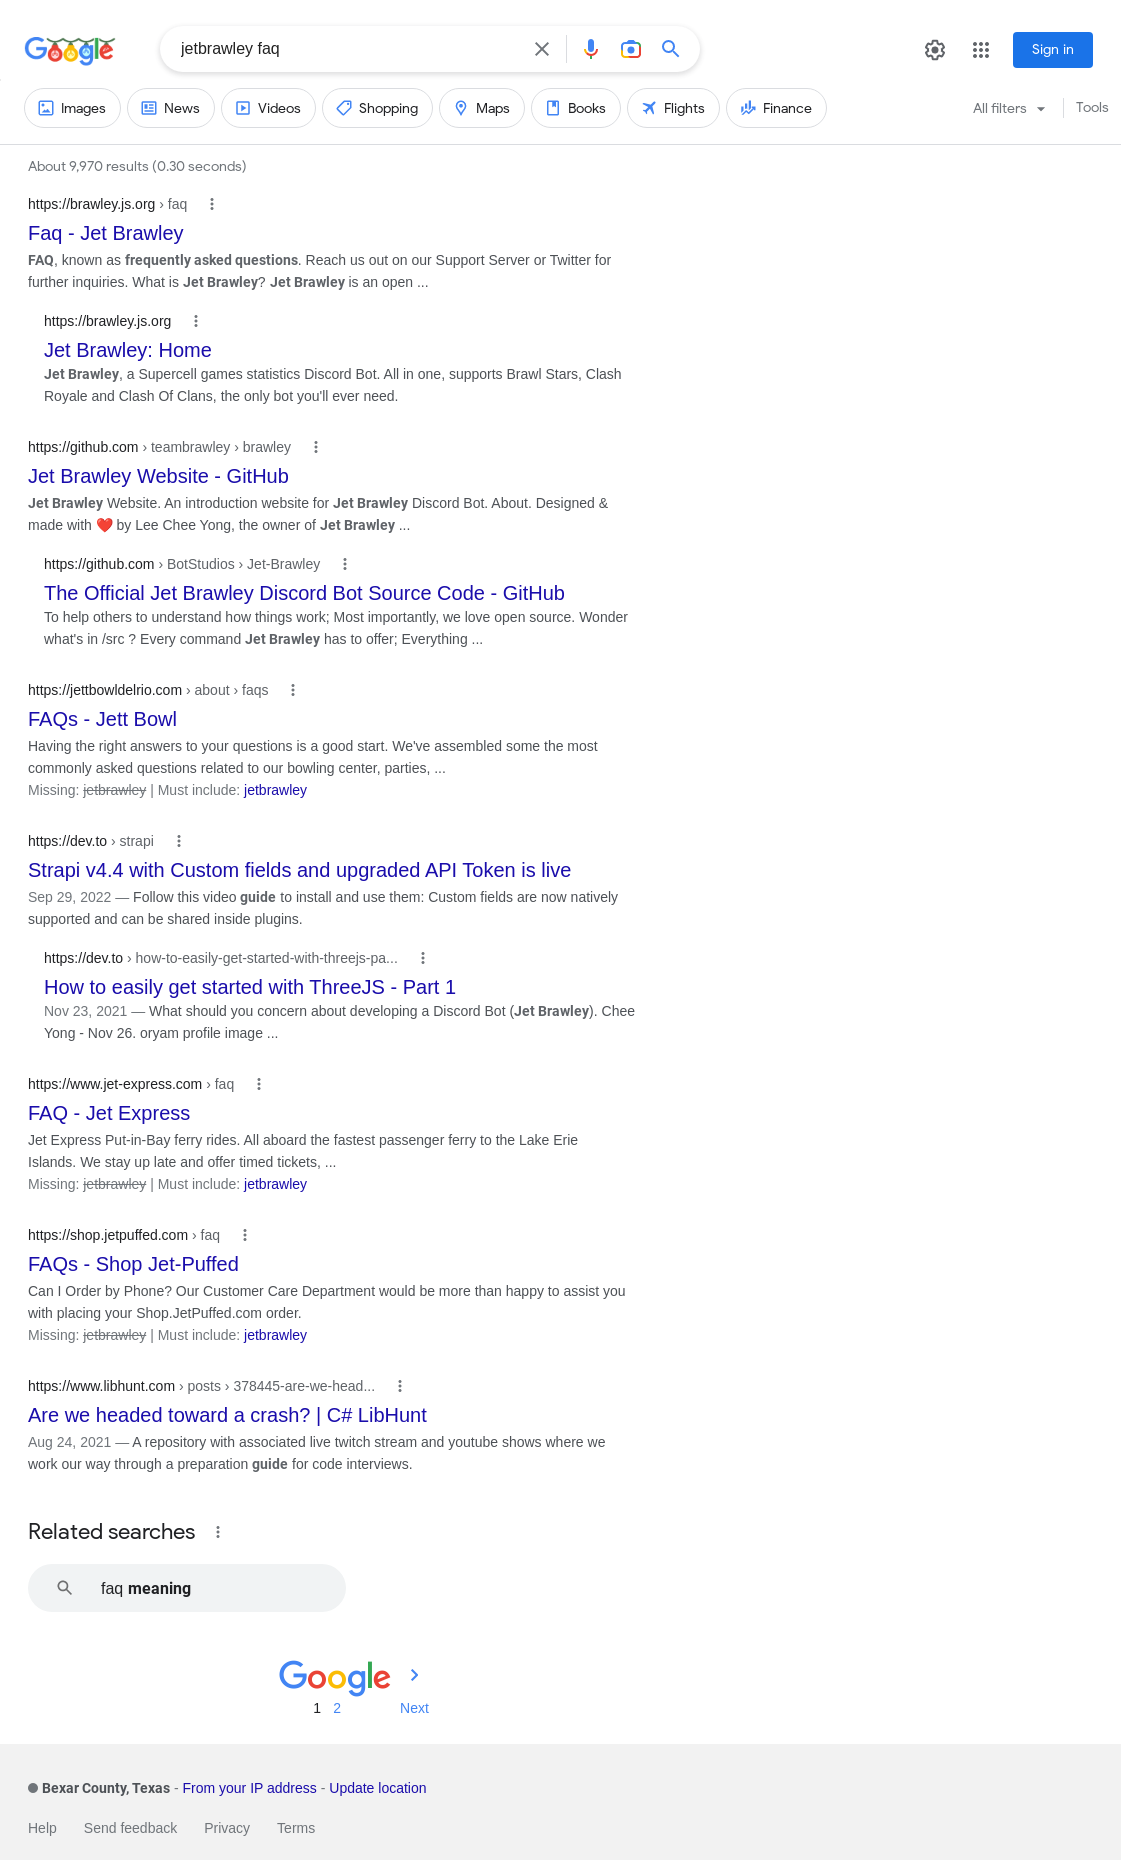 Google
jetbrawley faq
Sign in
Images
News
Videos
Shopping
Maps
Books
Flights
Finance
All filters
Tools
About 9,970 results (0.30 seconds)
https://brawley.js.org › faq
Faq - Jet Brawley
FAQ, known as frequently asked questions. Reach us out on our Support Server or Twitter for
further inquiries. What is Jet Brawley? Jet Brawley is an open ...
https://brawley.js.org
Jet Brawley: Home
Jet Brawley, a Supercell games statistics Discord Bot. All in one, supports Brawl Stars, Clash
Royale and Clash Of Clans, the only bot you'll ever need.
https://github.com › teambrawley › brawley
Jet Brawley Website - GitHub
Jet Brawley Website. An introduction website for Jet Brawley Discord Bot. About. Designed &
made with ❤️ by Lee Chee Yong, the owner of Jet Brawley ...
https://github.com › BotStudios › Jet-Brawley
The Official Jet Brawley Discord Bot Source Code - GitHub
To help others to understand how things work; Most importantly, we love open source. Wonder
what's in /src ? Every command Jet Brawley has to offer; Everything ...
https://jettbowldelrio.com › about › faqs
FAQs - Jett Bowl
Having the right answers to your questions is a good start. We've assembled some the most
commonly asked questions related to our bowling center, parties, ...
Missing: jetbrawley | Must include: jetbrawley
https://dev.to › strapi
Strapi v4.4 with Custom fields and upgraded API Token is live
Sep 29, 2022 — Follow this video guide to install and use them: Custom fields are now natively
supported and can be shared inside plugins.
https://dev.to › how-to-easily-get-started-with-threejs-pa...
How to easily get started with ThreeJS - Part 1
Nov 23, 2021 — What should you concern about developing a Discord Bot (Jet Brawley). Chee
Yong - Nov 26. oryam profile image ...
https://www.jet-express.com › faq
FAQ - Jet Express
Jet Express Put-in-Bay ferry rides. All aboard the fastest passenger ferry to the Lake Erie
Islands. We stay up late and offer timed tickets, ...
Missing: jetbrawley | Must include: jetbrawley
https://shop.jetpuffed.com › faq
FAQs - Shop Jet-Puffed
Can I Order by Phone? Our Customer Care Department would be more than happy to assist you
with placing your Shop.JetPuffed.com order.
Missing: jetbrawley | Must include: jetbrawley
https://www.libhunt.com › posts › 378445-are-we-head...
Are we headed toward a crash? | C# LibHunt
Aug 24, 2021 — A repository with associated live twitch stream and youtube shows where we
work our way through a preparation guide for code interviews.
Related searches
faq meaning
Google
1 2 Next
Bexar County, Texas - From your IP address - Update location
Help Send feedback Privacy Terms